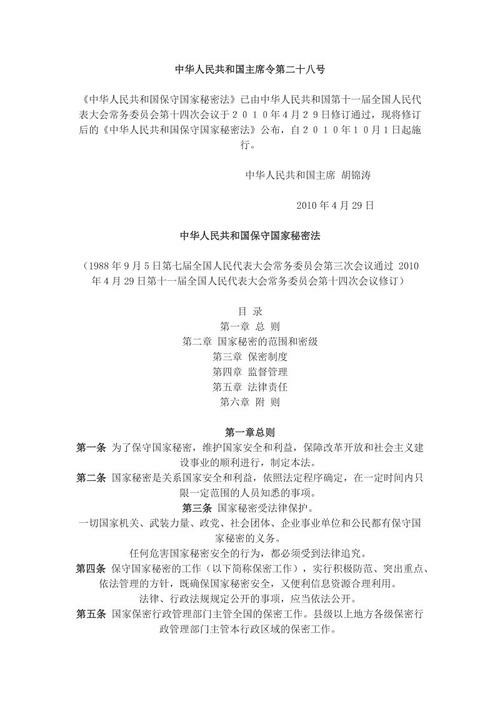 中华人民共和国主席令第二十八号
《中华人民共和国保守国家秘密法》已由中华人民共和国第十一届全国人民代
表大会常务委员会第十四次会议于２０１０年4月２９日修订通过，现将修订
后的《中华人民共和国保守国家秘密法》公布，自２０１０年１０月１日起施
行。
中华人民共和国主席 胡锦涛
2010 年 4 月 29 日
中华人民共和国保守国家秘密法
（1988 年 9 月 5 日第七届全国人民代表大会常务委员会第三次会议通过 2010
年 4 月 29 日第十一届全国人民代表大会常务委员会第十四次会议修订）
目 录
第一章 总 则
第二章 国家秘密的范围和密级
第三章 保密制度
第四章 监督管理
第五章 法律责任
第六章 附 则
第一章总则
第一条 为了保守国家秘密，维护国家安全和利益，保障改革开放和社会主义建
设事业的顺利进行，制定本法。
第二条 国家秘密是关系国家安全和利益，依照法定程序确定，在一定时间内只
限一定范围的人员知悉的事项。
第三条 国家秘密受法律保护。
一切国家机关、武装力量、政党、社会团体、企业事业单位和公民都有保守国
家秘密的义务。
任何危害国家秘密安全的行为，都必须受到法律追究。
第四条 保守国家秘密的工作（以下简称保密工作），实行积极防范、突出重点、
依法管理的方针，既确保国家秘密安全，又便利信息资源合理利用。
法律、行政法规规定公开的事项，应当依法公开。
第五条 国家保密行政管理部门主管全国的保密工作。县级以上地方各级保密行
政管理部门主管本行政区域的保密工作。